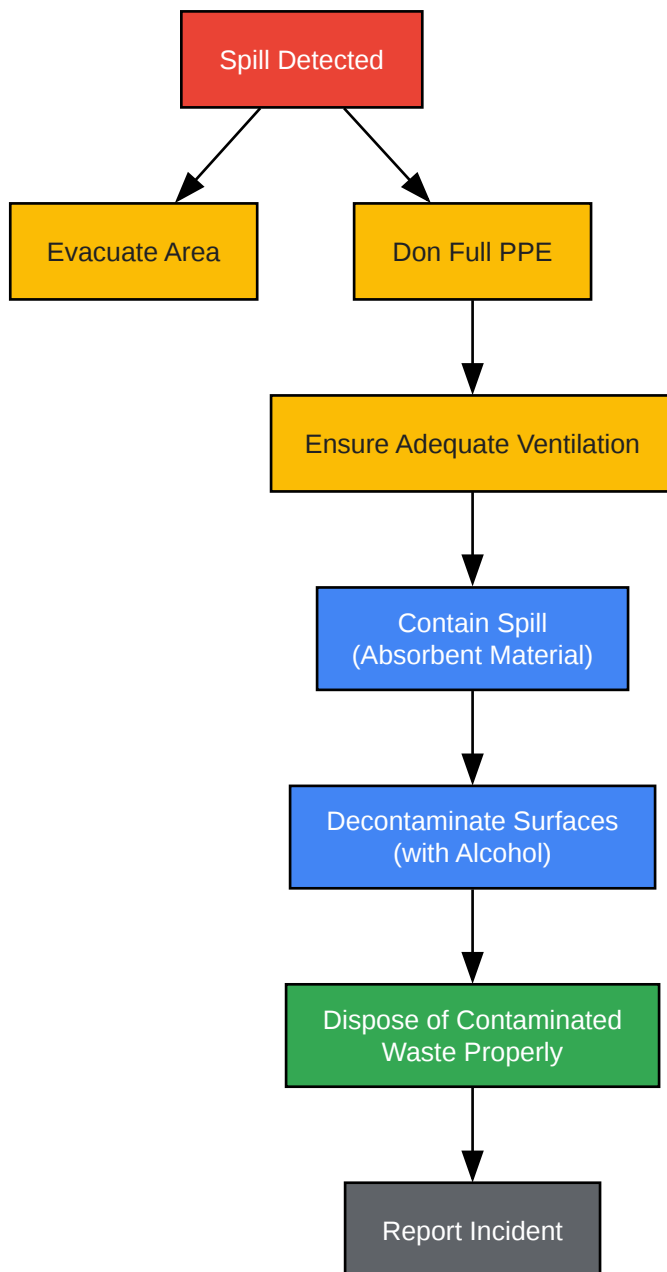 Spill Detected
Evacuate Area
Don Full PPE
Ensure Adequate Ventilation
Contain Spill
(Absorbent Material)
Decontaminate Surfaces
(with Alcohol)
Dispose of Contaminated
Waste Properly
Report Incident